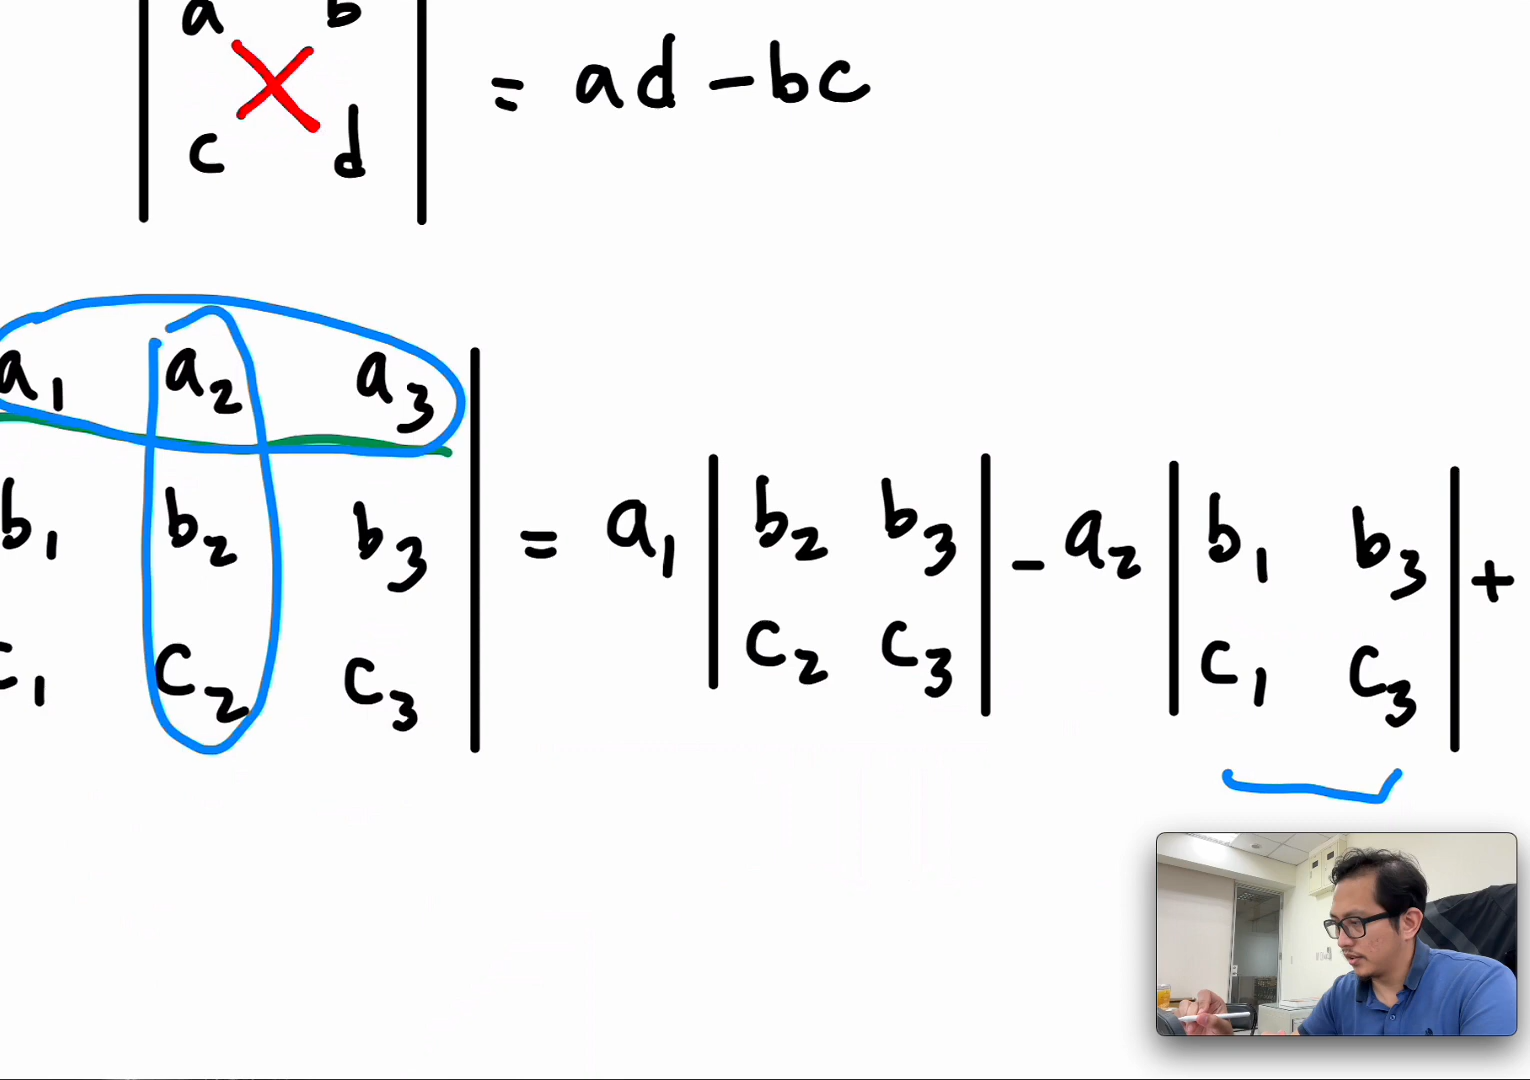 a b
= ad - bc
c d
a1 a2 a3
b1 b2 b3 = a1 b2 b3 - a2 b1 b3 +
c1 c2 c3 c2 c3 c1 c3